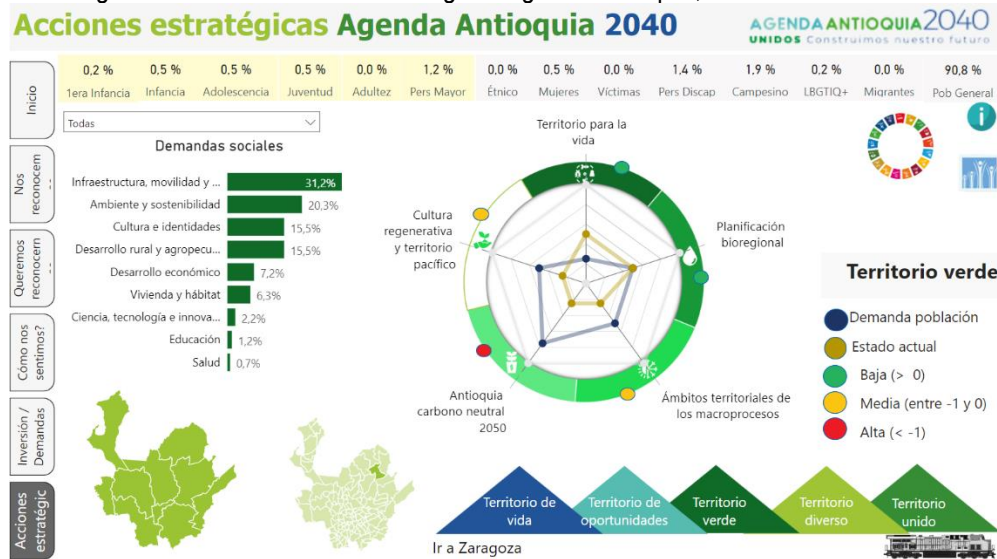 Acciones estratégicas Agenda Antioquia 2040
AGENDA ANTIOQUIA 2040
UNIDOS Construimos nuestro futuro
0,2 % 0,5 % 0,5 % 0,5 % 0,0 % 1,2 % 0,0 % 0,5 % 0,0 % 1,4 % 1,9 % 0,2 % 0,0 % 90,8 %
1era Infancia Infancia Adolescencia Juventud Adultez Pers Mayor Étnico Mujeres Víctimas Pers Discap Campesino LBGTIQ+ Migrantes Pob General
Inicio
Nos
reconocem
...
Queremos
reconocern
...
Cómo nos
sentimos?
Inversión /
Demandas
Acciones
estratégic
Todas
Demandas sociales
Infraestructura, movilidad y ... 31,2%
Ambiente y sostenibilidad 20,3%
Cultura e identidades 15,5%
Desarrollo rural y agropecu... 15,5%
Desarrollo económico 7,2%
Vivienda y hábitat 6,3%
Ciencia, tecnología e innova... 2,2%
Educación 1,2%
Salud 0,7%
Territorio para la
vida
Planificación
bioregional
Ámbitos territoriales de
los macroprocesos
Antioquia
carbono neutral
2050
Cultura
regenerativa
y territorio
pacífico
i
Territorio verde
Demanda población
Estado actual
Baja (> 0)
Media (entre -1 y 0)
Alta (< -1)
Territorio de
vida
Territorio de
oportunidades
Territorio
verde
Territorio
diverso
Territorio
unido
Ir a Zaragoza